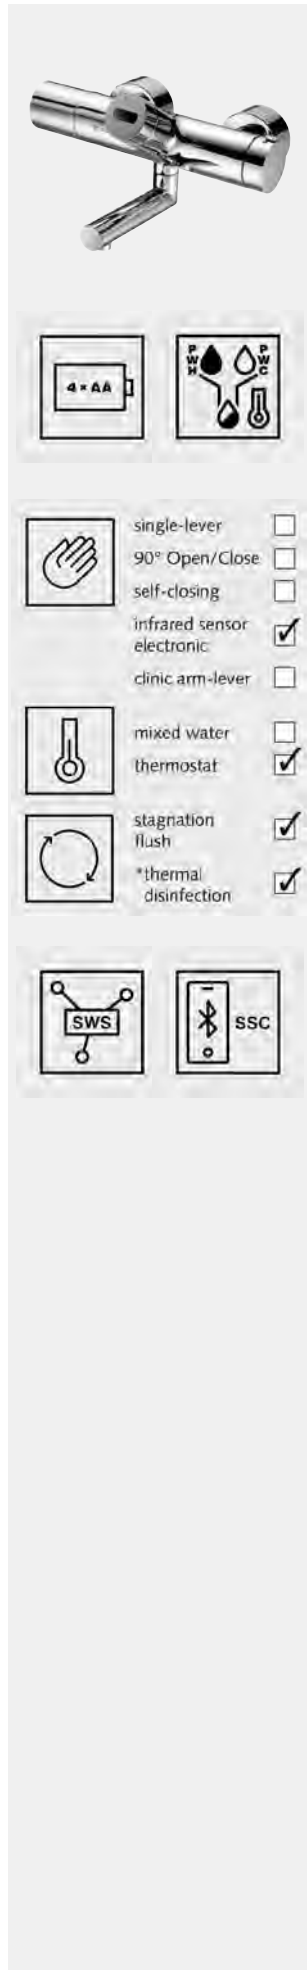 4×AA
PWH PWC
single-lever
90° Open/Close
self-closing
infrared sensor
electronic
clinic arm-lever
mixed water
thermostat
stagnation
flush
*thermal
disinfection
SWS
SSC